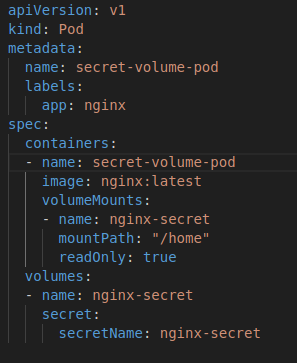 apiVersion: v1
kind: Pod
metadata:
  name: secret-volume-pod
  labels:
    app: nginx
spec:
  containers:
  - name: secret-volume-pod
    image: nginx:latest
    volumeMounts:
    - name: nginx-secret
      mountPath: "/home"
      readOnly: true
  volumes:
  - name: nginx-secret
    secret:
      secretName: nginx-secret